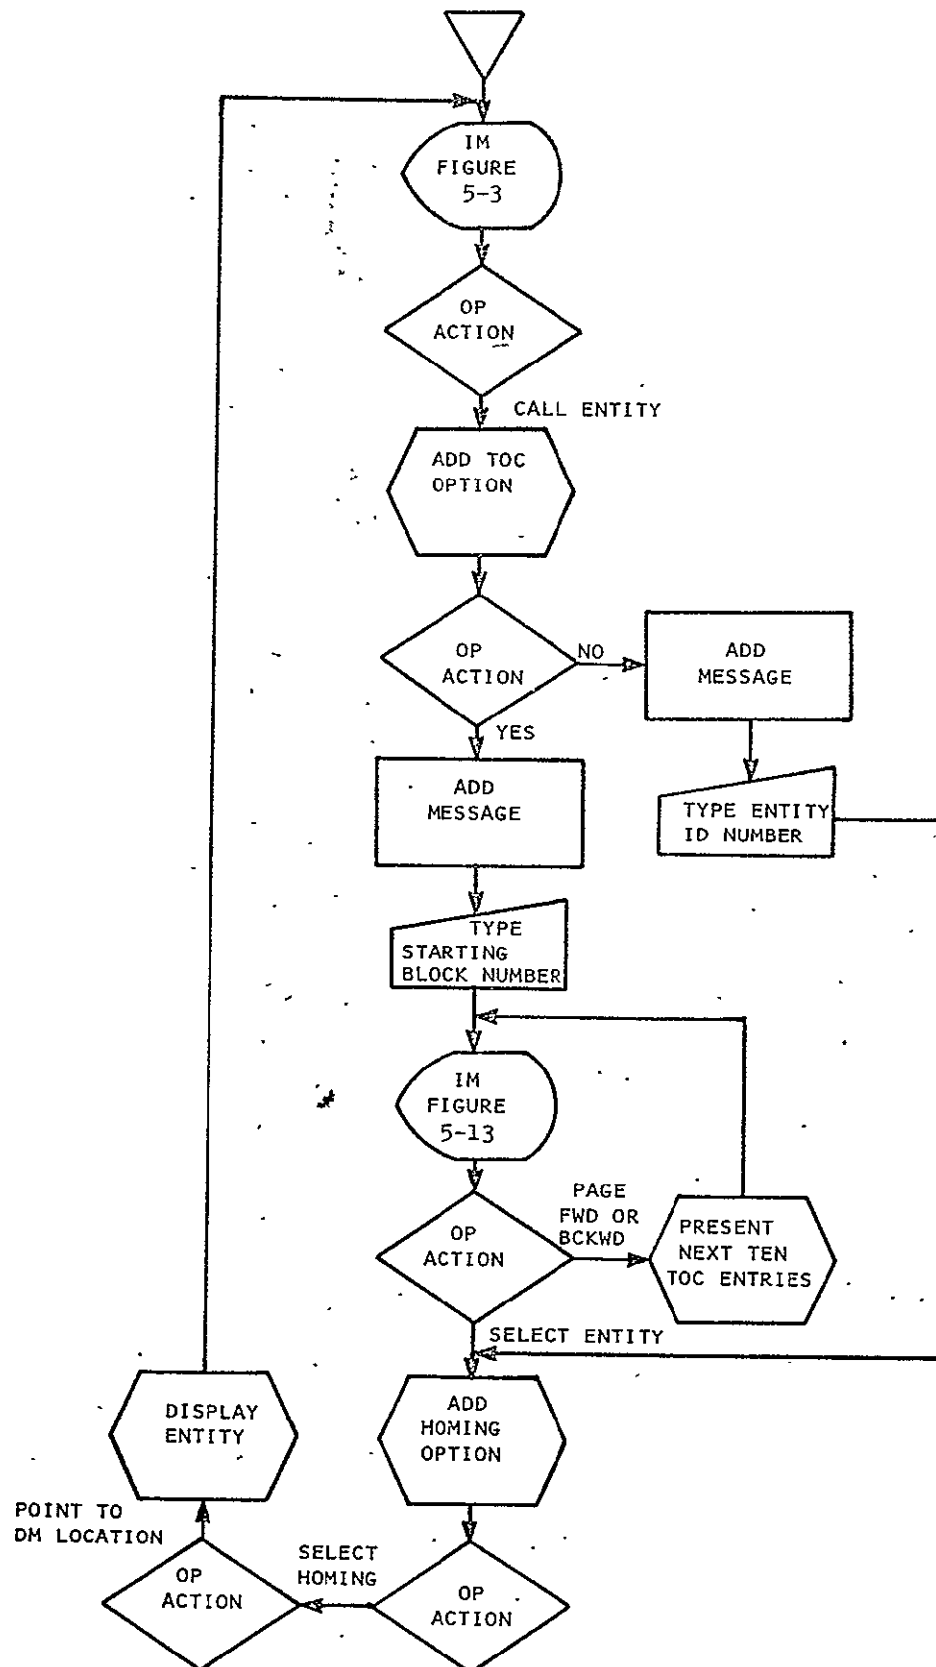 IM
FIGURE
5-3
OP
ACTION
CALL ENTITY
ADD TOC
OPTION
OP
ACTION
NO
ADD
MESSAGE
YES
ADD
MESSAGE
TYPE ENTITY
ID NUMBER
TYPE
STARTING
BLOCK NUMBER
IM
FIGURE
5-13
OP
ACTION
PAGE
FWD OR
BCKWD
PRESENT
NEXT TEN
TOC ENTRIES
SELECT ENTITY
ADD
HOMING
OPTION
DISPLAY
ENTITY
POINT TO
DM LOCATION
OP
ACTION
SELECT
HOMING
OP
ACTION